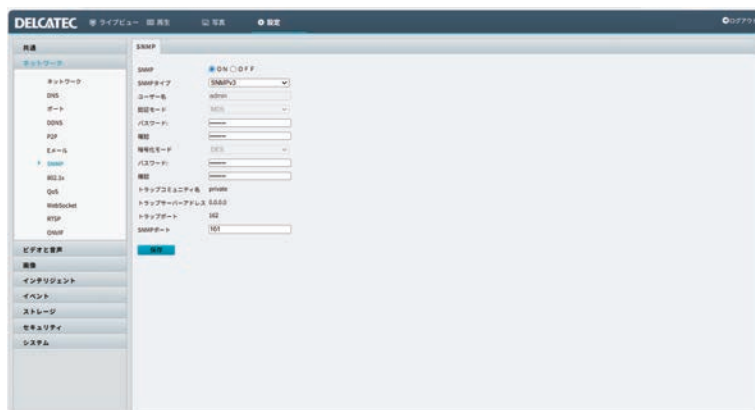 DELCATEC ライブビュー 再生 写真 設定 ログアウト
共通
ネットワーク
ネットワーク
DNS
ポート
DDNS
P2P
Eメール
SNMP
802.1x
QoS
WebSocket
RTSP
ONVIF
ビデオと音声
画像
インテリジェント
イベント
ストレージ
セキュリティ
システム
SNMP
SNMP ON OFF
SNMPタイプ SNMPv3
ユーザー名 admin
認証モード MD5
パスワード:
確認
暗号化モード DES
パスワード:
確認
トラップコミュニティ名 private
トラップサーバーアドレス 0.0.0.0
トラップポート 162
SNMPポート 161
保存